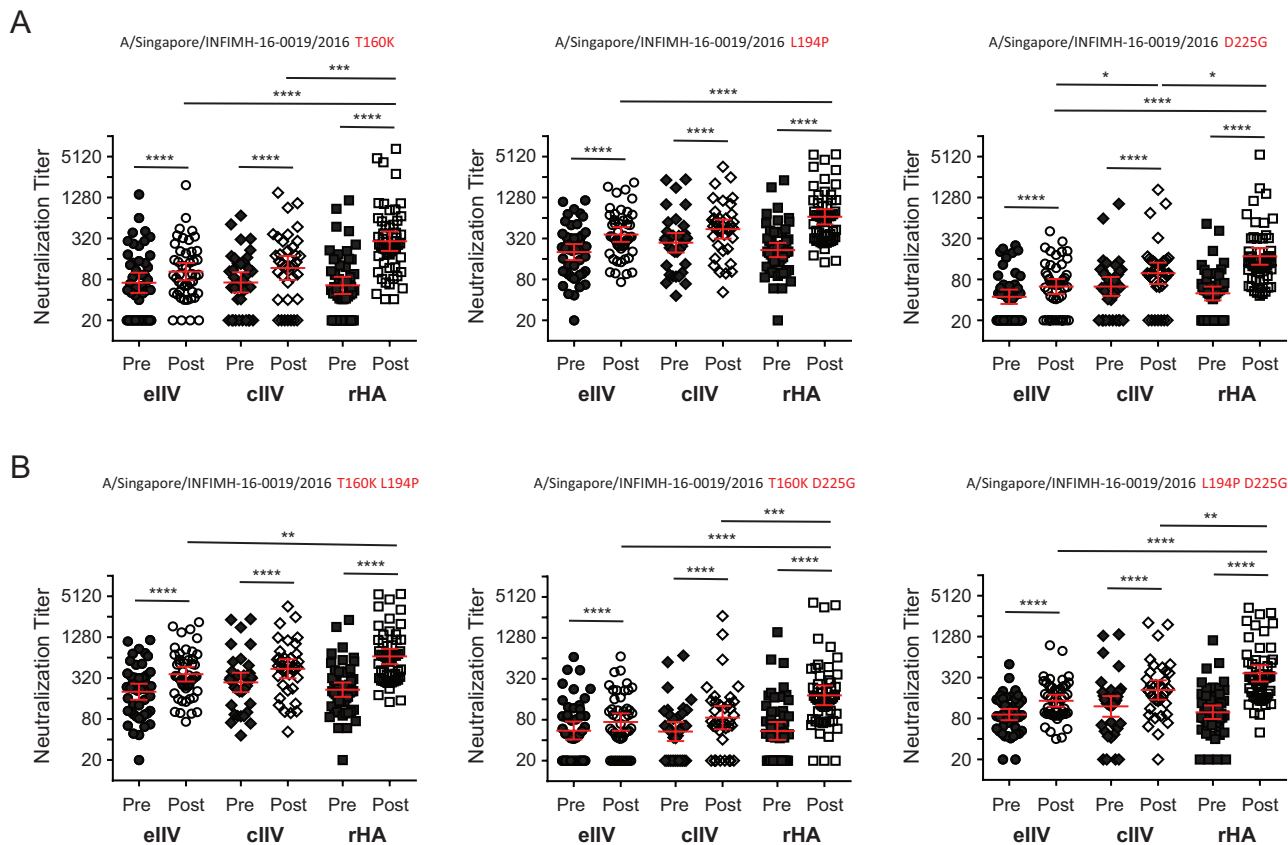 A
A/Singapore/INFIMH-16-0019/2016 T160K
A/Singapore/INFIMH-16-0019/2016 L194P
A/Singapore/INFIMH-16-0019/2016 D225G
***
****
****
****
****
****
****
****
****
*
*
****
****
****
****
Neutralization Titer
5120
1280
320
80
20
Pre Post Pre Post Pre Post
eIIV cIIV rHA
Neutralization Titer
5120
1280
320
80
20
Pre Post Pre Post Pre Post
eIIV cIIV rHA
Neutralization Titer
5120
1280
320
80
20
Pre Post Pre Post Pre Post
eIIV cIIV rHA
B
A/Singapore/INFIMH-16-0019/2016 T160K L194P
A/Singapore/INFIMH-16-0019/2016 T160K D225G
A/Singapore/INFIMH-16-0019/2016 L194P D225G
**
****
****
****
***
****
****
****
****
**
****
****
****
****
Neutralization Titer
5120
1280
320
80
20
Pre Post Pre Post Pre Post
eIIV cIIV rHA
Neutralization Titer
5120
1280
320
80
20
Pre Post Pre Post Pre Post
eIIV cIIV rHA
Neutralization Titer
5120
1280
320
80
20
Pre Post Pre Post Pre Post
eIIV cIIV rHA